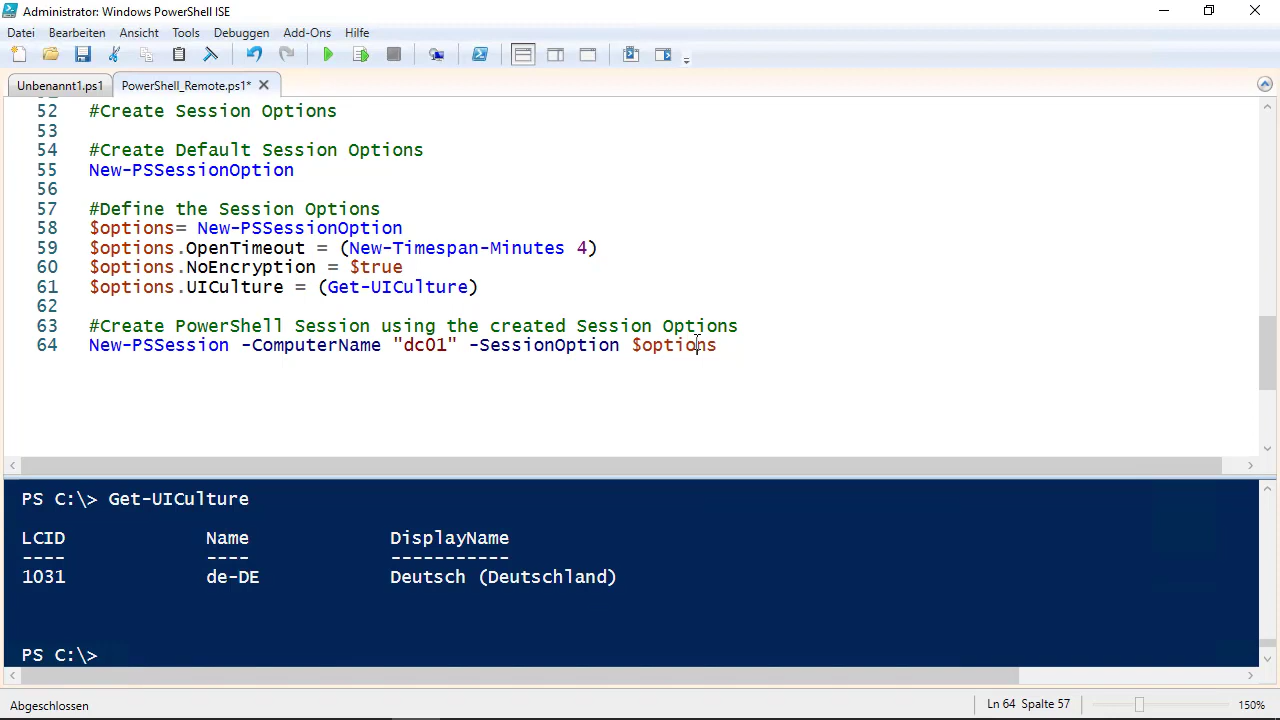 Administrator: Windows PowerShell ISE
Datei Bearbeiten Ansicht Tools Debuggen Add-Ons Hilfe
Unbenannt1.ps1 PowerShell_Remote.ps1*
52 #Create Session Options
53
54 #Create Default Session Options
55 New-PSSessionOption
56
57 #Define the Session Options
58 $options= New-PSSessionOption
59 $options.OpenTimeout = (New-Timespan-Minutes 4)
60 $options.NoEncryption = $true
61 $options.UICulture = (Get-UICulture)
62
63 #Create PowerShell Session using the created Session Options
64 New-PSSession -ComputerName "dc01" -SessionOption $options
PS C:\> Get-UICulture
LCID Name DisplayName
---- ---- -----------
1031 de-DE Deutsch (Deutschland)
PS C:\>
Abgeschlossen Ln 64 Spalte 57 150%